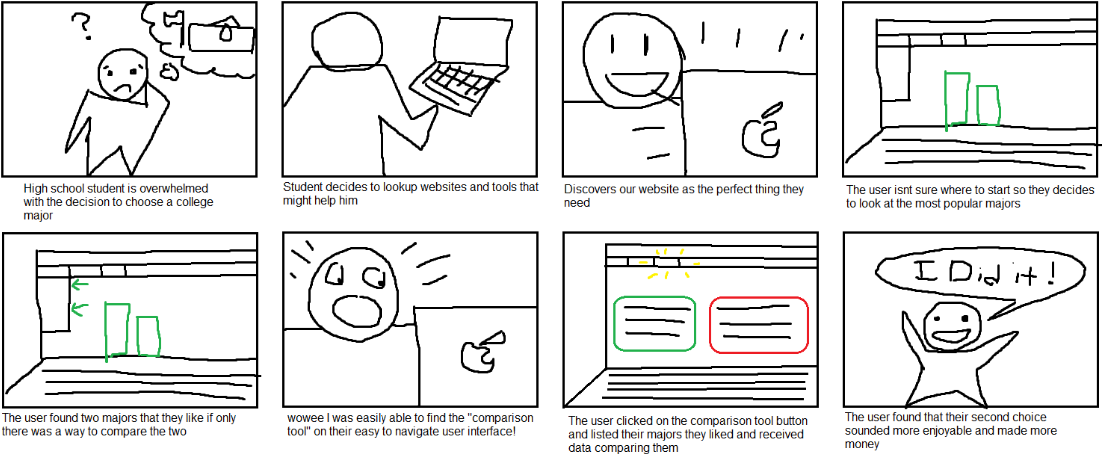 ?
High school student is overwhelmed
with the decision to choose a college
major
Student decides to lookup websites and tools that
might help him
Discovers our website as the perfect thing they
need
The user isnt sure where to start so they decides
to look at the most popular majors
The user found two majors that they like if only
there was a way to compare the two
wowee I was easily able to find the "comparison
tool" on their easy to navigate user interface!
The user clicked on the comparison tool button
and listed their majors they liked and received
data comparing them
I Did it!
The user found that their second choice
sounded more enjoyable and made more
money